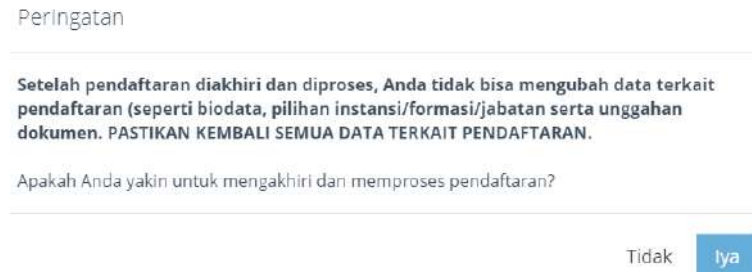 Peringatan
Setelah pendaftaran diakhiri dan diproses, Anda tidak bisa mengubah data terkait
pendaftaran (seperti biodata, pilihan instansi/formasi/jabatan serta unggahan
dokumen. PASTIKAN KEMBALI SEMUA DATA TERKAIT PENDAFTARAN.
Apakah Anda yakin untuk mengakhiri dan memproses pendaftaran?
Tidak Iya